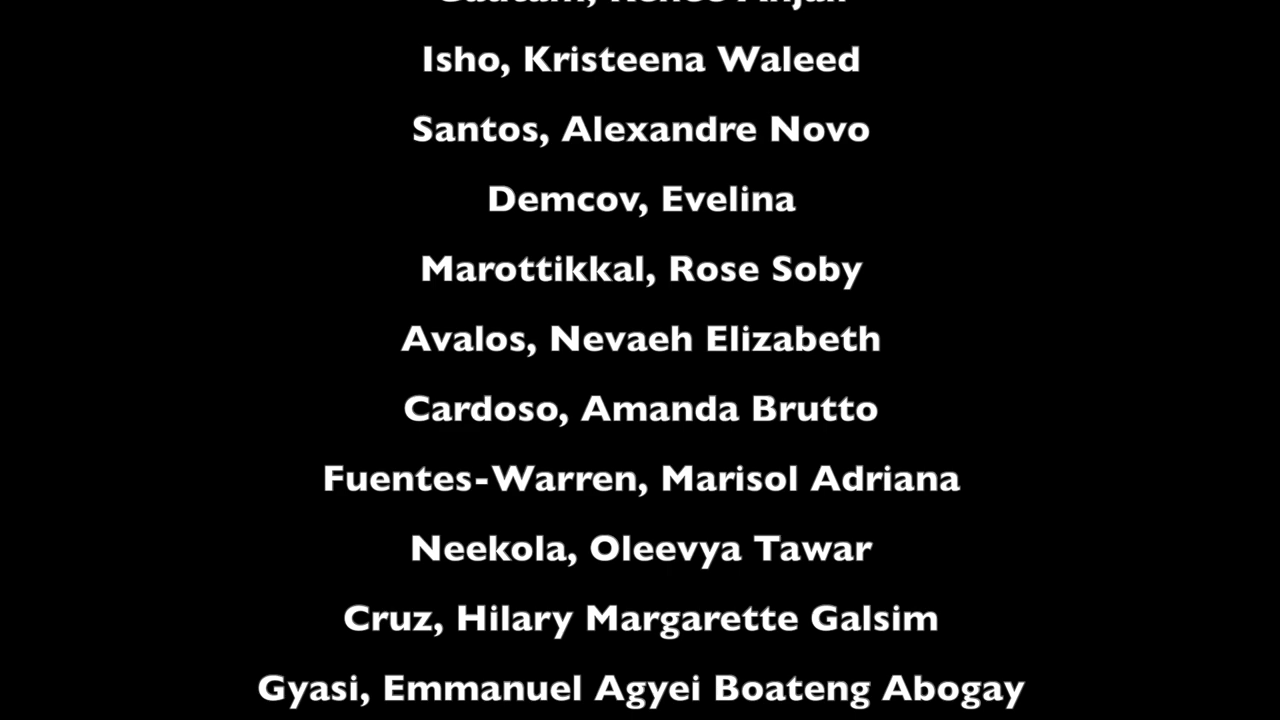 Isho, Kristeena Waleed
Santos, Alexandre Novo
Demcov, Evelina
Marottikkal, Rose Soby
Avalos, Nevaeh Elizabeth
Cardoso, Amanda Brutto
Fuentes-Warren, Marisol Adriana
Neekola, Oleevya Tawar
Cruz, Hilary Margarette Galsim
Gyasi, Emmanuel Agyei Boateng Abogay